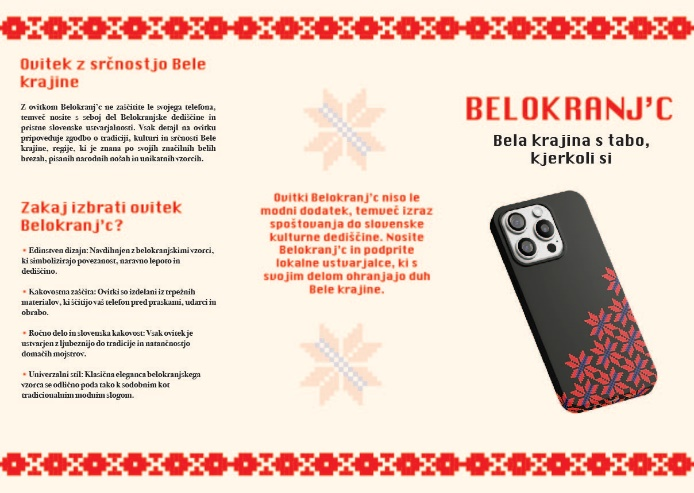 Ovitek z srčnostjo Bele
krajine
Z ovitkom Belokranj'c ne zaščitite le svojega telefona,
temveč nosite s seboj del Belokranjske dediščine in
pristne slovenske ustvarjalnosti. Vsak detajl na ovitku
pripoveduje zgodbo o tradiciji, kulturi in srčnosti Bele
krajine, regije, ki je znana po svojih značilnih belih
brezah, pisanih narodnih nošah in unikatnih vzorcih.
Zakaj izbrati ovitek
Belokranj'c?
• Edinstven dizajn: Navdihnjen z belokranjskimi vzorci,
ki simbolizirajo povezanost, naravno lepoto in
dediščino.
• Kakovostna zaščita: Ovitki so izdelani iz trpežnih
materialov, ki ščitijo vaš telefon pred praskami, udarci in
obrabo.
• Ročno delo in slovenska kakovost: Vsak ovitek je
ustvarjen z ljubeznijo do tradicije in natančnostjo
domačih mojstrov.
• Univerzalni stil: Klasična eleganca belokranjskega
vzorca se odlično poda tako k sodobnim kot
tradicionalnim modnim slogom.
Ovitki Belokranj'c niso le
modni dodatek, temveč izraz
spoštovanja do slovenske
kulturne dediščine. Nosite
Belokranj'c in podprite
lokalne ustvarjalce, ki s
svojim delom ohranjajo duh
Bele krajine.
BELOKRANJ'C
Bela krajina s tabo,
kjerkoli si